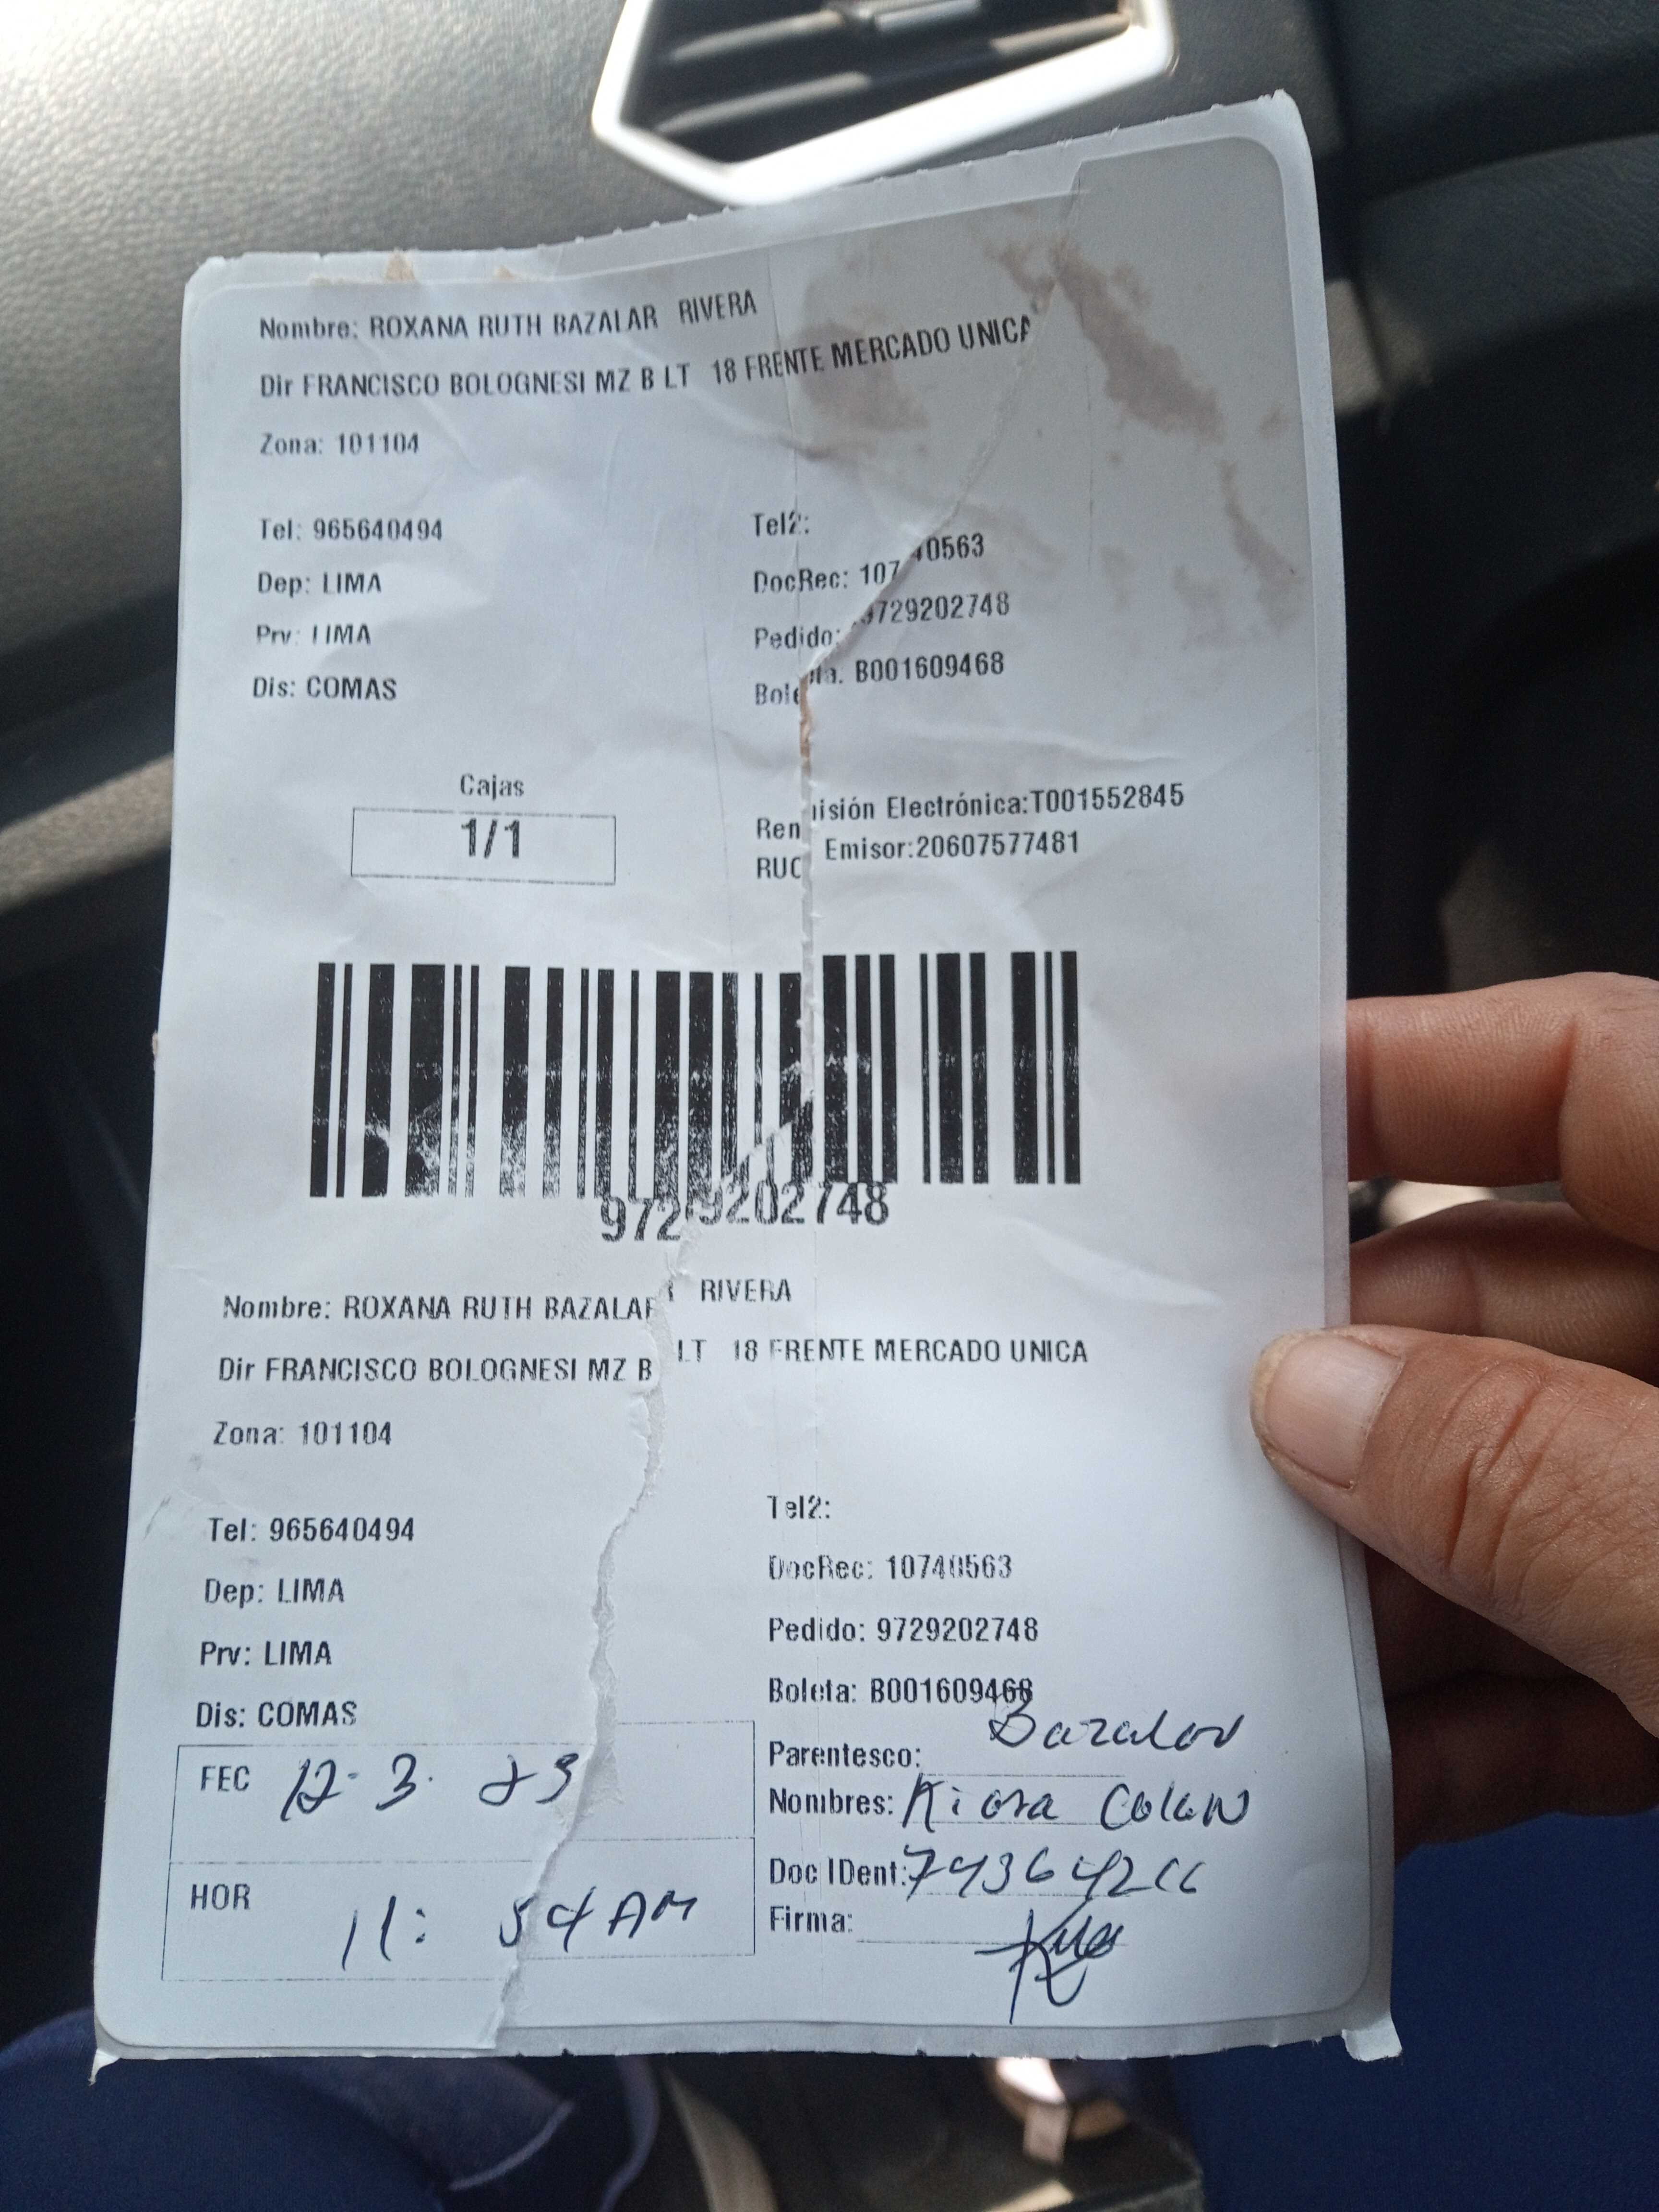 Nombre: ROXANA RUTH BAZALAR RIVERA
Dir FRANCISCO BOLOGNESI MZ B LT 18 FRENTE MERCADO UNICA
Zona: 101104
Tel: 965640494
Tel2:
Dep: LIMA
DocRec: 107 40563
Prv: LIMA
Pedido: 9729202748
Dis: COMAS
Boleta: B001609468
Cajas
1/1
Remisión Electrónica:T001552845
RUC Emisor:20607577481
9729202748
Nombre: ROXANA RUTH BAZALAR RIVERA
Dir FRANCISCO BOLOGNESI MZ B LT 18 FRENTE MERCADO UNICA
Zona: 101104
Tel: 965640494
Tel2:
Dep: LIMA
DocRec: 10740563
Prv: LIMA
Pedido: 9729202748
Dis: COMAS
Boleta: B001609468
FEC 12. 3. 23
HOR 11: 54 AM
Bazalar
Parentesco:
Nombres: Kiara Colan
Doc IDent:
Firma: